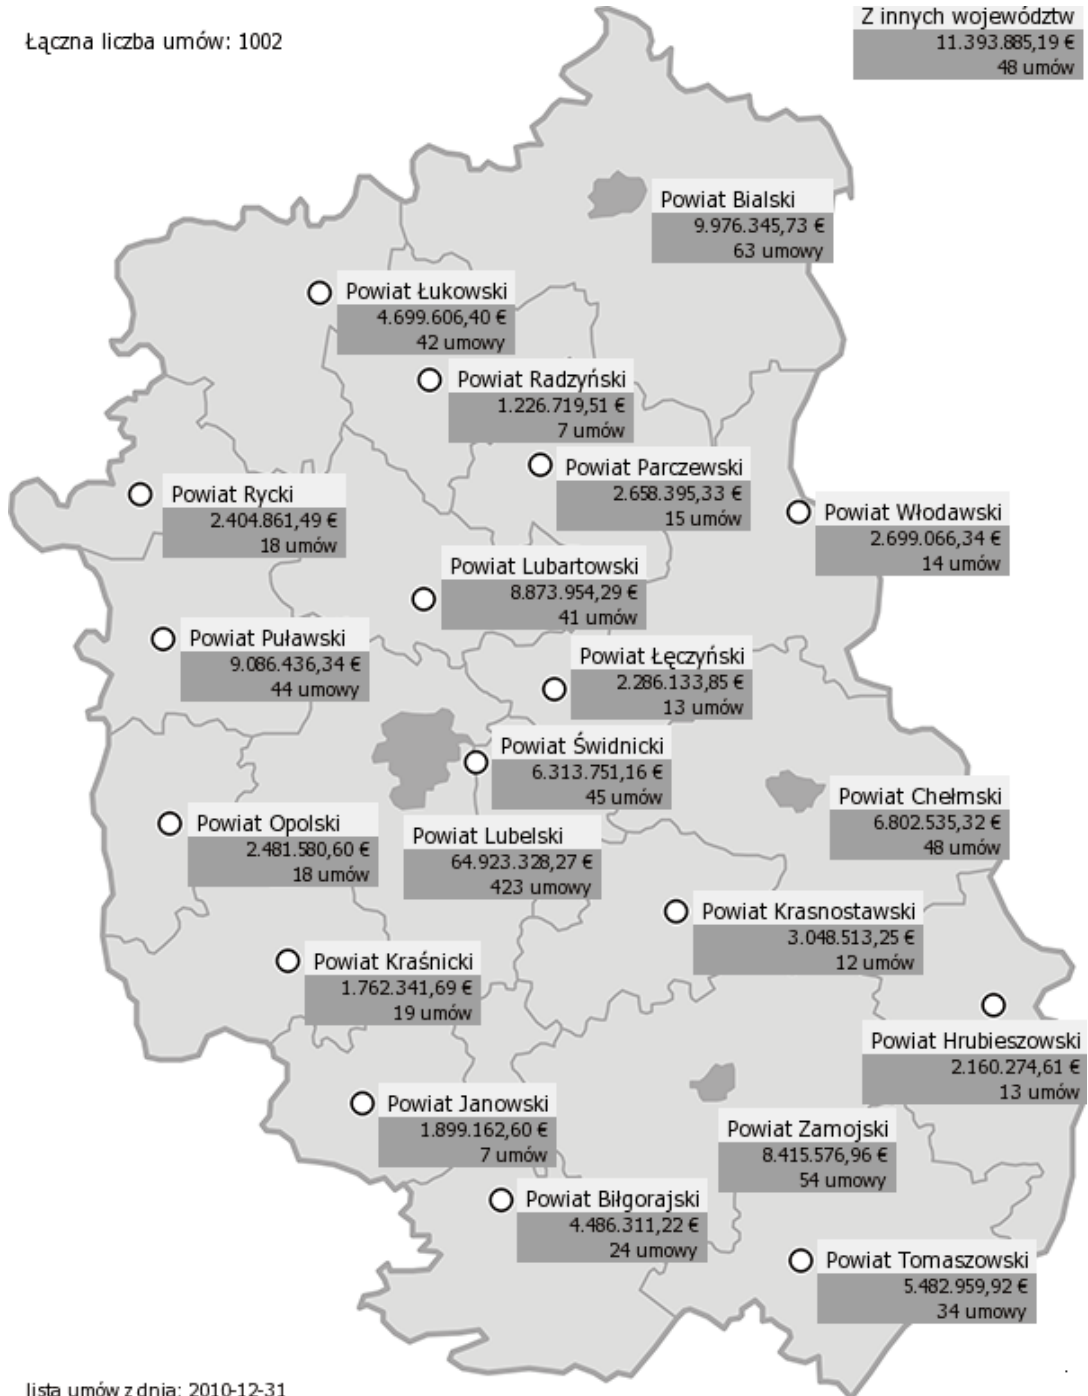 Łączna liczba umów: 1002
Z innych województw
11.393.885,19 €
48 umów
Powiat Bialski
9.976.345,73 €
63 umowy
Powiat Łukowski
4.699.606,40 €
42 umowy
Powiat Radzyński
1.226.719,51 €
7 umów
Powiat Parczewski
2.658.395,33 €
15 umów
Powiat Rycki
2.404.861,49 €
18 umów
Powiat Włodawski
2.699.066,34 €
14 umów
Powiat Lubartowski
8.873.954,29 €
41 umów
Powiat Puławski
9.086.436,34 €
44 umowy
Powiat Łęczyński
2.286.133,85 €
13 umów
Powiat Świdnicki
6.313.751,16 €
45 umów
Powiat Chełmski
6.802.535,32 €
48 umów
Powiat Opolski
2.481.580,60 €
18 umów
Powiat Lubelski
64.923.328,27 €
423 umowy
Powiat Krasnostawski
3.048.513,25 €
12 umów
Powiat Kraśnicki
1.762.341,69 €
19 umów
Powiat Hrubieszowski
2.160.274,61 €
13 umów
Powiat Janowski
1.899.162,60 €
7 umów
Powiat Zamojski
8.415.576,96 €
54 umowy
Powiat Biłgorajski
4.486.311,22 €
24 umowy
Powiat Tomaszowski
5.482.959,92 €
34 umowy
lista umów z dnia: 2010-12-31